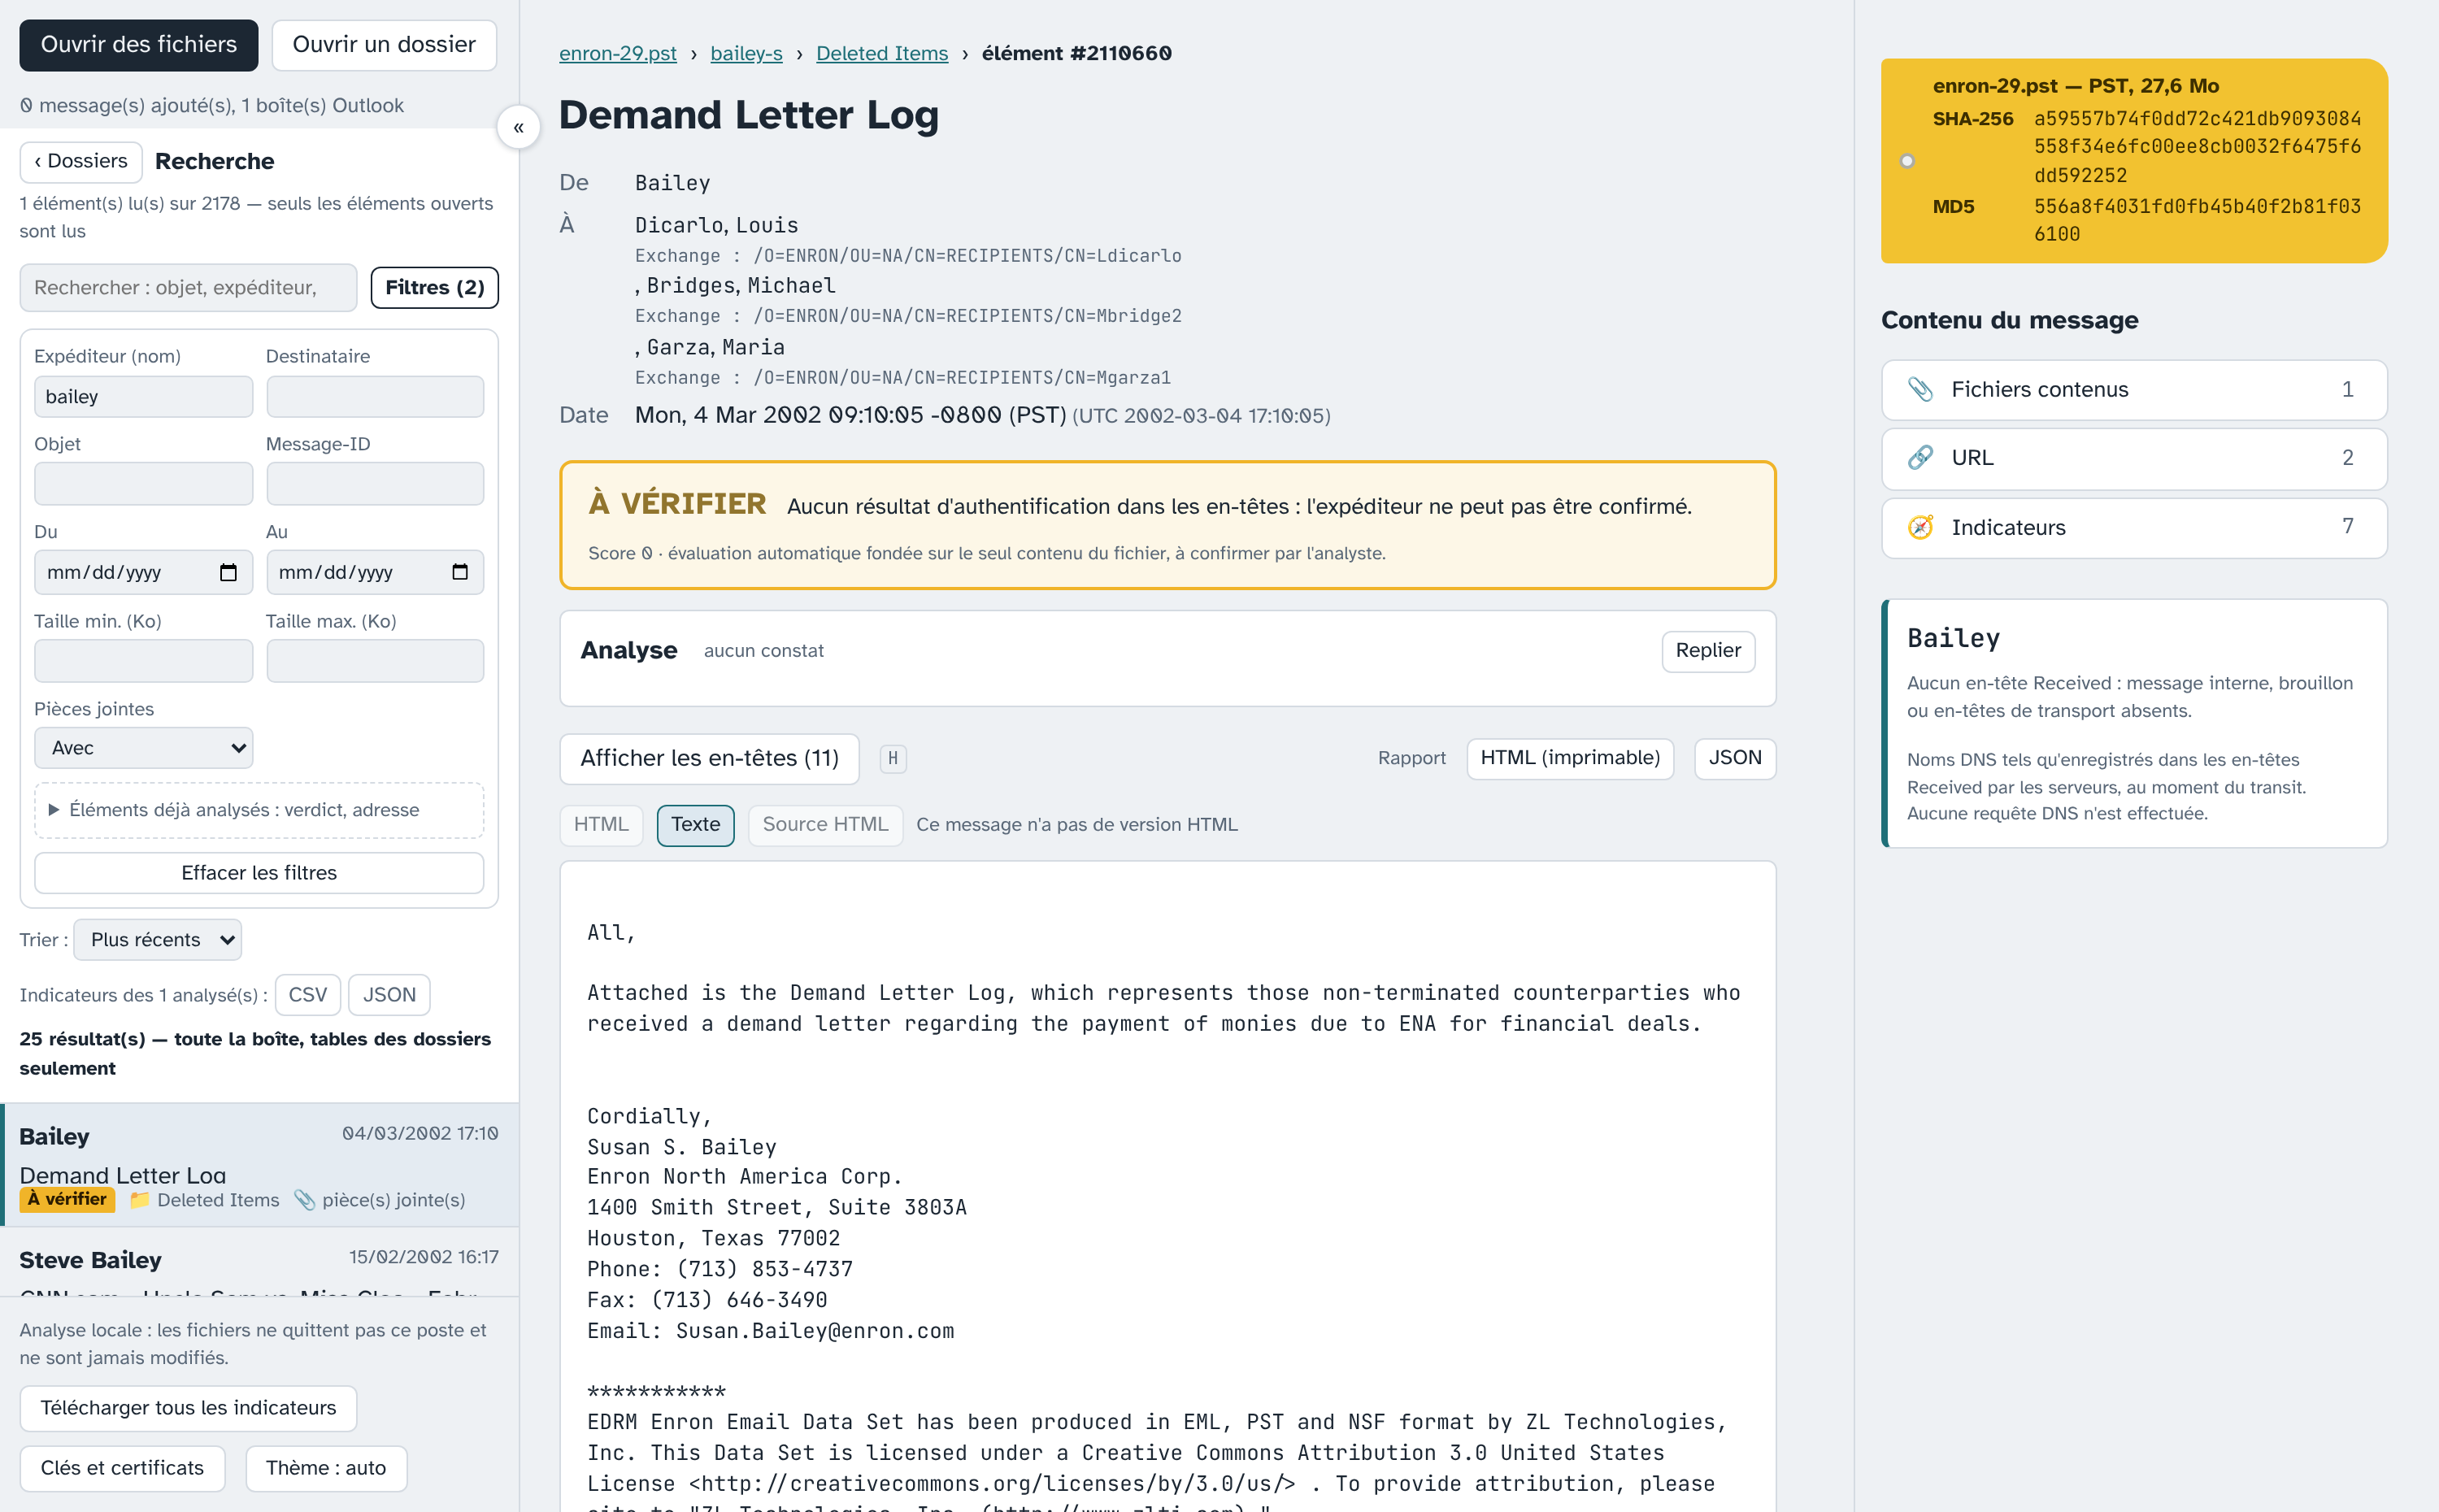 Ouvrir des fichiers
Ouvrir un dossier
0 message(s) ajouté(s), 1 boîte(s) Outlook
«
‹ Dossiers
Recherche
1 élément(s) lu(s) sur 2178 — seuls les éléments ouverts
sont lus
Rechercher : objet, expéditeur,
Filtres (2)
Expéditeur (nom)
Destinataire
bailey
Objet
Message-ID
Du
Au
mm/dd/yyyy
mm/dd/yyyy
Taille min. (Ko)
Taille max. (Ko)
Pièces jointes
Avec
Éléments déjà analysés : verdict, adresse
Effacer les filtres
Trier :
Plus récents
Indicateurs des 1 analysé(s) :
CSV
JSON
25 résultat(s) — toute la boîte, tables des dossiers
seulement
Bailey
04/03/2002 17:10
Demand Letter Log
À vérifier
Deleted Items
pièce(s) jointe(s)
Steve Bailey
15/02/2002 16:17
Analyse locale : les fichiers ne quittent pas ce poste et
ne sont jamais modifiés.
Télécharger tous les indicateurs
Clés et certificats
Thème : auto
enron-29.pst › bailey-s › Deleted Items › élément #2110660
Demand Letter Log
De
Bailey
À
Dicarlo, Louis
Exchange : /O=ENRON/OU=NA/CN=RECIPIENTS/CN=Ldicarlo
, Bridges, Michael
Exchange : /O=ENRON/OU=NA/CN=RECIPIENTS/CN=Mbridge2
, Garza, Maria
Exchange : /O=ENRON/OU=NA/CN=RECIPIENTS/CN=Mgarza1
Date
Mon, 4 Mar 2002 09:10:05 -0800 (PST) (UTC 2002-03-04 17:10:05)
À VÉRIFIER
Aucun résultat d'authentification dans les en-têtes : l'expéditeur ne peut pas être confirmé.
Score 0 · évaluation automatique fondée sur le seul contenu du fichier, à confirmer par l'analyste.
Analyse
aucun constat
Replier
Afficher les en-têtes (11)
H
Rapport
HTML (imprimable)
JSON
HTML
Texte
Source HTML
Ce message n'a pas de version HTML
All,
Attached is the Demand Letter Log, which represents those non-terminated counterparties who
received a demand letter regarding the payment of monies due to ENA for financial deals.
Cordially,
Susan S. Bailey
Enron North America Corp.
1400 Smith Street, Suite 3803A
Houston, Texas 77002
Phone: (713) 853-4737
Fax: (713) 646-3490
Email: Susan.Bailey@enron.com
***********
EDRM Enron Email Data Set has been produced in EML, PST and NSF format by ZL Technologies,
Inc. This Data Set is licensed under a Creative Commons Attribution 3.0 United States
License <http://creativecommons.org/licenses/by/3.0/us/> . To provide attribution, please
enron-29.pst — PST, 27,6 Mo
SHA-256
a59557b74f0dd72c421db9093084
558f34e6fc00ee8cb0032f6475f6
dd592252
MD5
556a8f4031fd0fb45b40f2b81f03
6100
Contenu du message
Fichiers contenus
1
URL
2
Indicateurs
7
Bailey
Aucun en-tête Received : message interne, brouillon
ou en-têtes de transport absents.
Noms DNS tels qu'enregistrés dans les en-têtes
Received par les serveurs, au moment du transit.
Aucune requête DNS n'est effectuée.